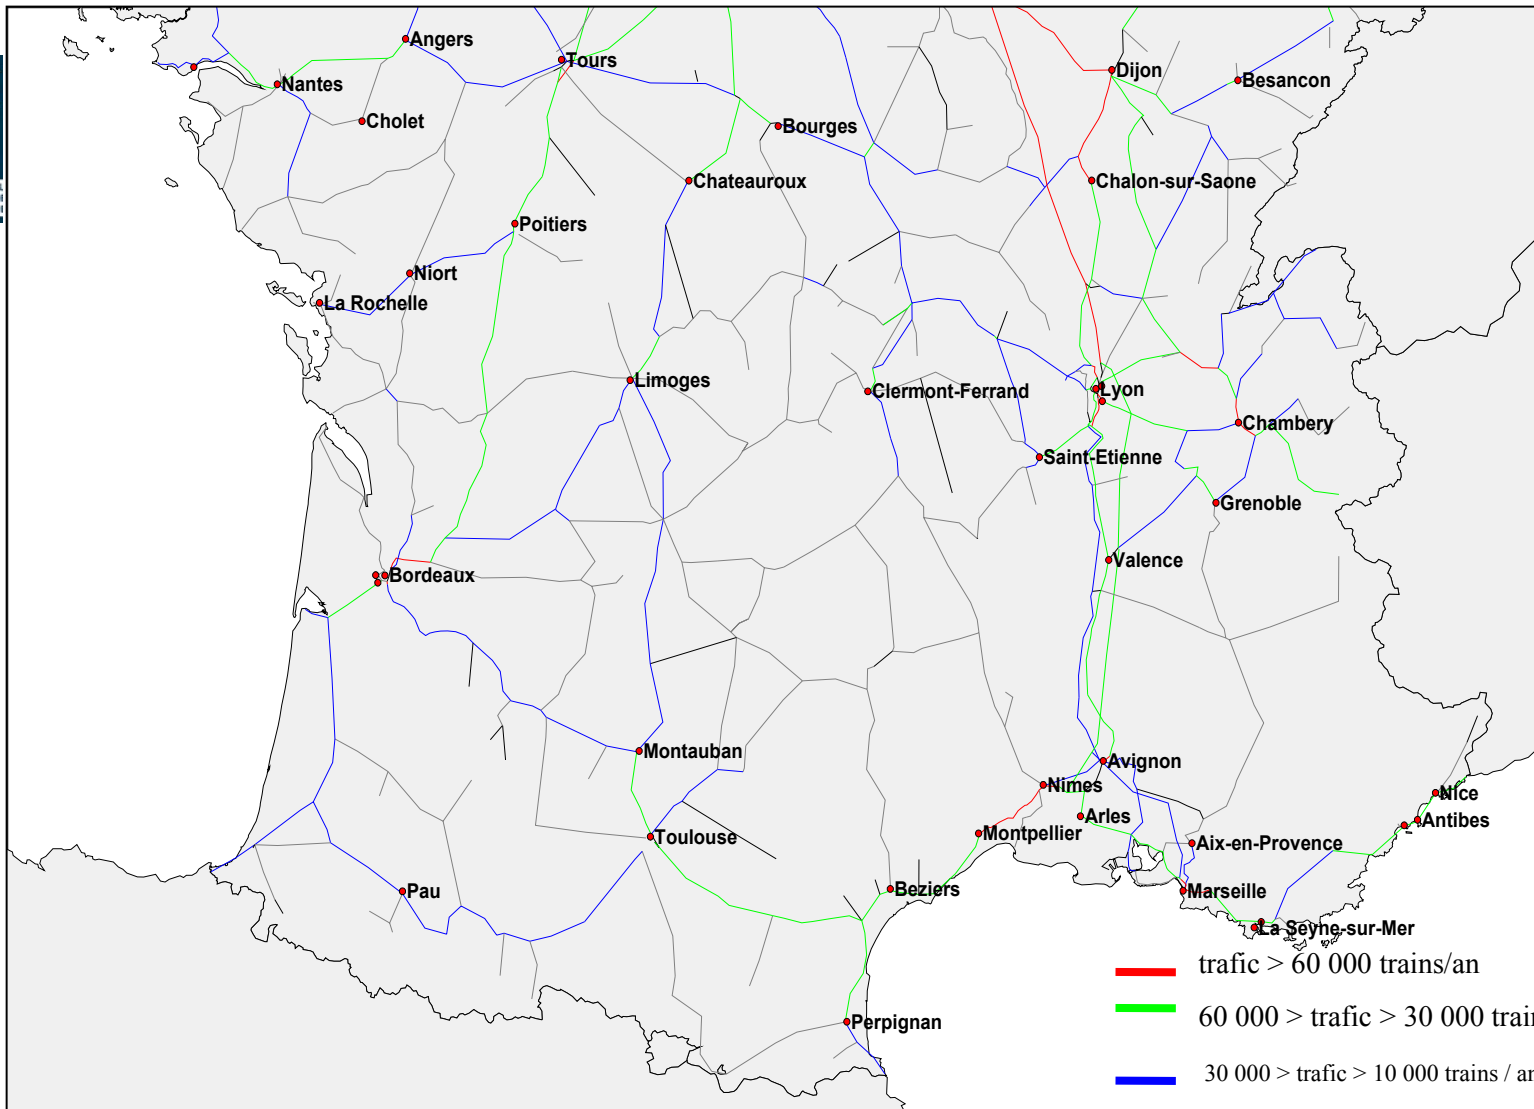 Angers
Tours
Dijon
Besancon
Nantes
Cholet
Bourges
Chateauroux
Chalon-sur-Saone
Poitiers
Niort
La Rochelle
Limoges
Clermont-Ferrand
Lyon
Chambery
Saint-Etienne
Grenoble
Valence
Bordeaux
Montauban
Avignon
Nimes
Nice
Arles
Antibes
Toulouse
Montpellier
Aix-en-Provence
Pau
Beziers
Marseille
La Seyne-sur-Mer
trafic > 60 000 trains/an
60 000 > trafic > 30 000 train
Perpignan
30 000 > trafic > 10 000 trains / an